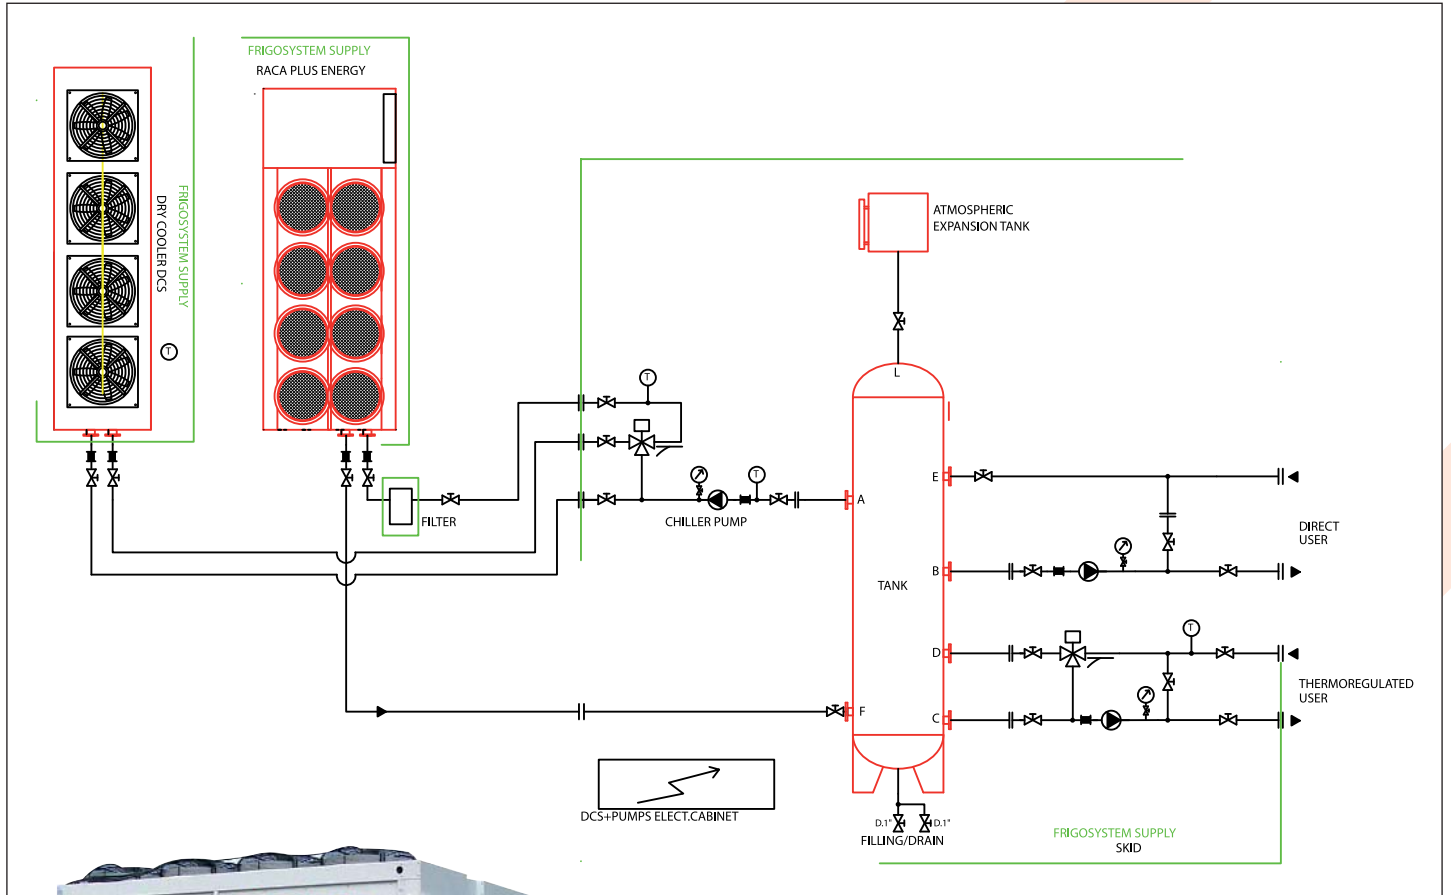 FRIGOSYSTEM SUPPLY
RACA PLUS ENERGY
DRY COOLER DCS
FRIGOSYSTEM SUPPLY
T
ATMOSPHERIC
EXPANSION TANK
L
T
T
FILTER
CHILLER PUMP
A
E
DIRECT
USER
B
TANK
T
D
THERMOREGULATED
USER
F
C
DCS+PUMPS ELECT.CABINET
D.1"
D.1"
FILLING/DRAIN
FRIGOSYSTEM SUPPLY
SKID